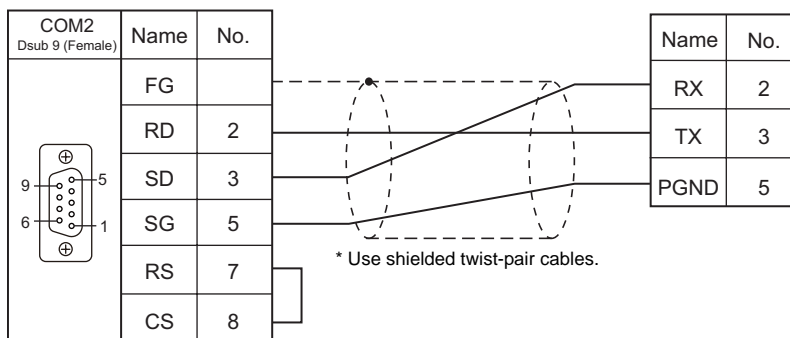 COM2
Dsub 9 (Female)
Name No.
FG
RD 2
SD 3
SG 5
RS 7
CS 8
9
5
6
1
Name No.
RX 2
TX 3
PGND 5
* Use shielded twist-pair cables.